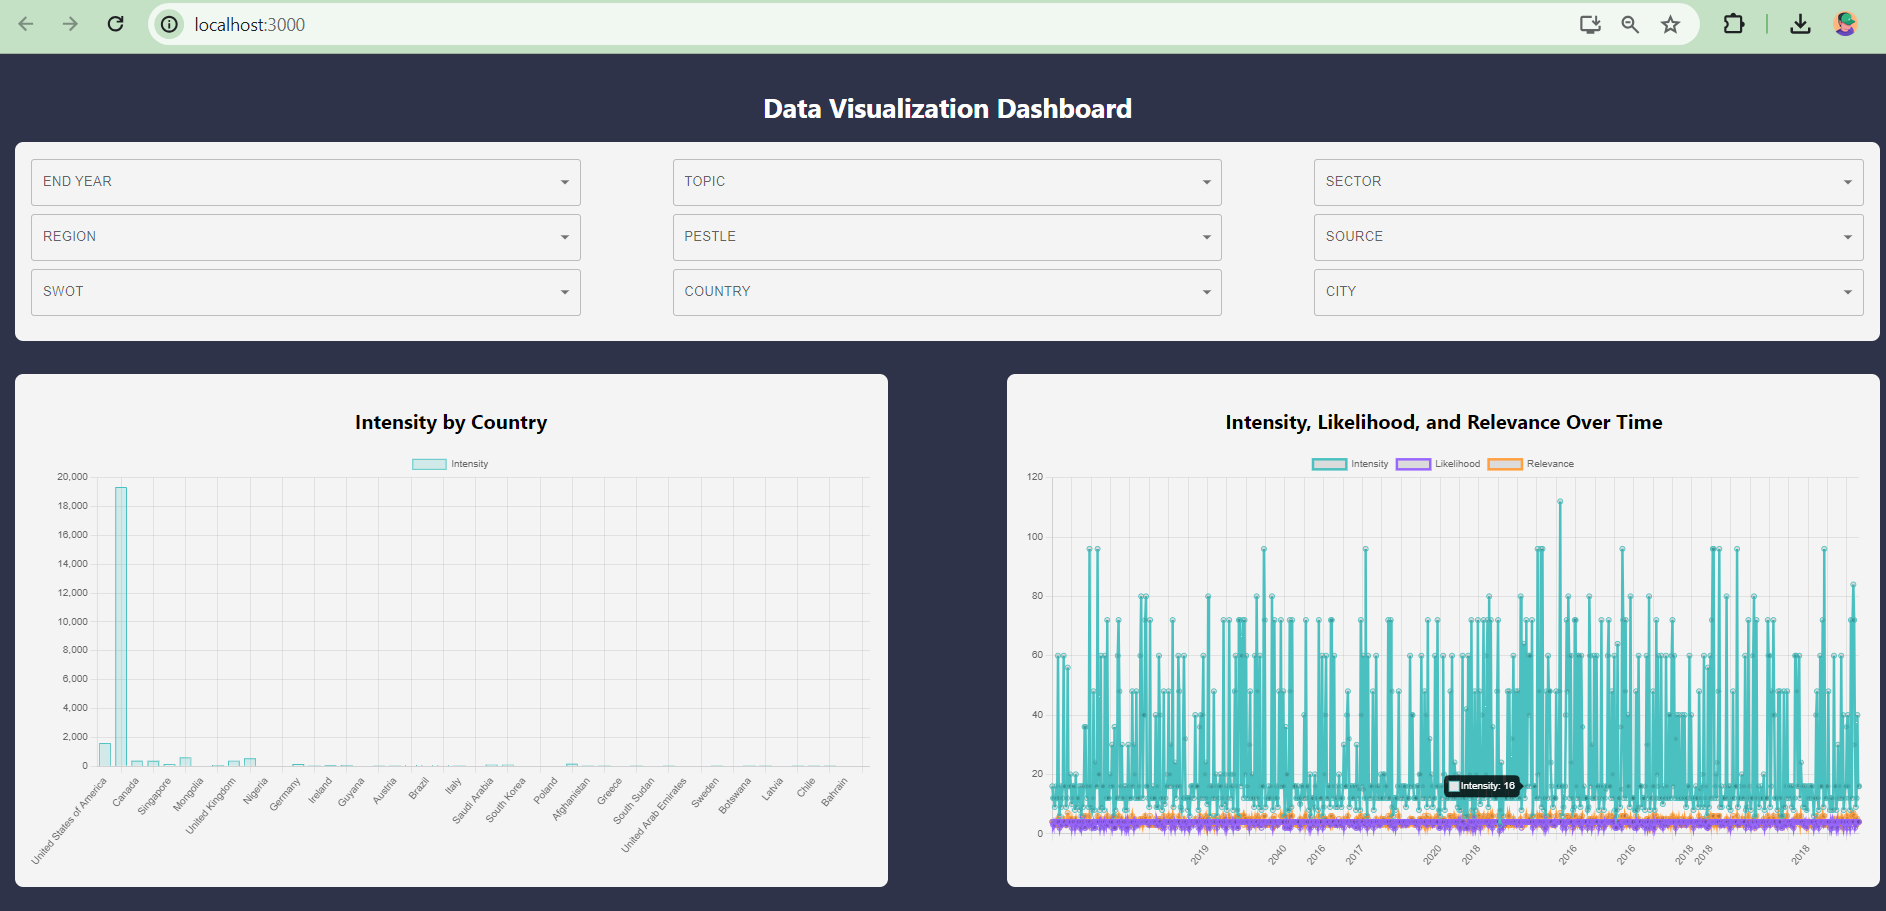 localhost:3000
Data Visualization Dashboard
END YEAR
TOPIC
SECTOR
REGION
PESTLE
SOURCE
SWOT
COUNTRY
CITY
Intensity by Country
Intensity
20,000
18,000
16,000
14,000
12,000
10,000
8,000
6,000
4,000
2,000
0
United States of America
Canada
Singapore
Mongolia
United Kingdom
Nigeria
Germany
Ireland
Guyana
Austria
Brazil
Italy
Saudi Arabia
South Korea
Poland
Afghanistan
Greece
South Sudan
United Arab Emirates
Sweden
Botswana
Latvia
Chile
Bahrain
Intensity, Likelihood, and Relevance Over Time
Intensity Likelihood Relevance
120
100
80
60
40
20
0
Intensity: 16
2019
2040
2016
2017
2020
2018
2016
2016
2018
2018
2018